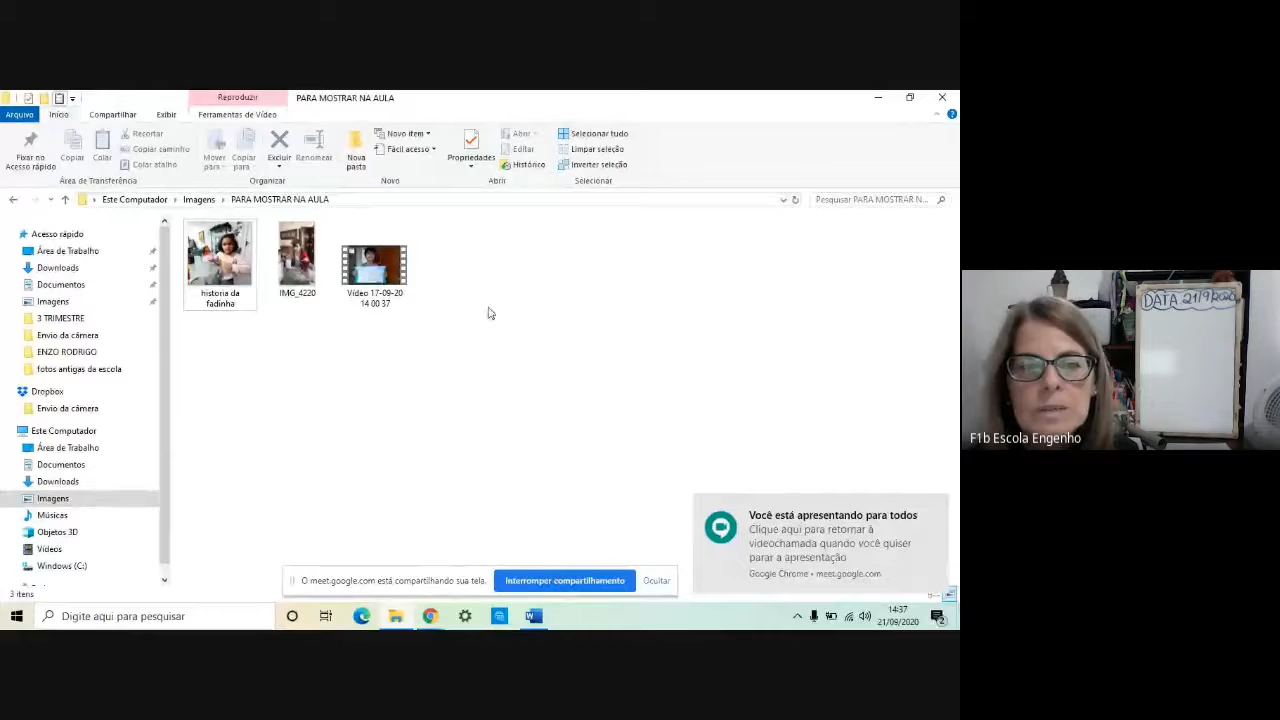 Reproduzir
PARA MOSTRAR NA AULA
Arquivo
Início
Compartilhar
Exibir
Ferramentas de Vídeo
Fixar no
Acesso rápido
Copiar
Colar
Recortar
Copiar caminho
Colar atalho
Mover
para
Copiar
para
Excluir
Renomear
Nova
pasta
Novo item
Fácil acesso
Propriedades
Abrir
Editar
Histórico
Selecionar tudo
Limpar seleção
Inverter seleção
Área de Transferência
Organizar
Novo
Abrir
Selecionar
Este Computador
Imagens
PARA MOSTRAR NA AULA
Pesquisar PARA MOSTRAR N...
Acesso rápido
Área de Trabalho
Downloads
Documentos
Imagens
3 TRIMESTRE
Envio da câmera
ENZO RODRIGO
fotos antigas da escola
Dropbox
Envio da câmera
Este Computador
Área de Trabalho
Documentos
Downloads
Imagens
Músicas
Objetos 3D
Vídeos
Windows (C:)
historia da
fadinha
IMG_4220
Vídeo 17-09-20
14 00 37
DATA 21/9/2020
F1b Escola Engenho
Você está apresentando para todos
Clique aqui para retornar à
videochamada quando você quiser
parar a apresentação
Google Chrome • meet.google.com
O meet.google.com está compartilhando sua tela.
Interromper compartilhamento
Ocultar
3 itens
Digite aqui para pesquisar
14:37
21/09/2020
2